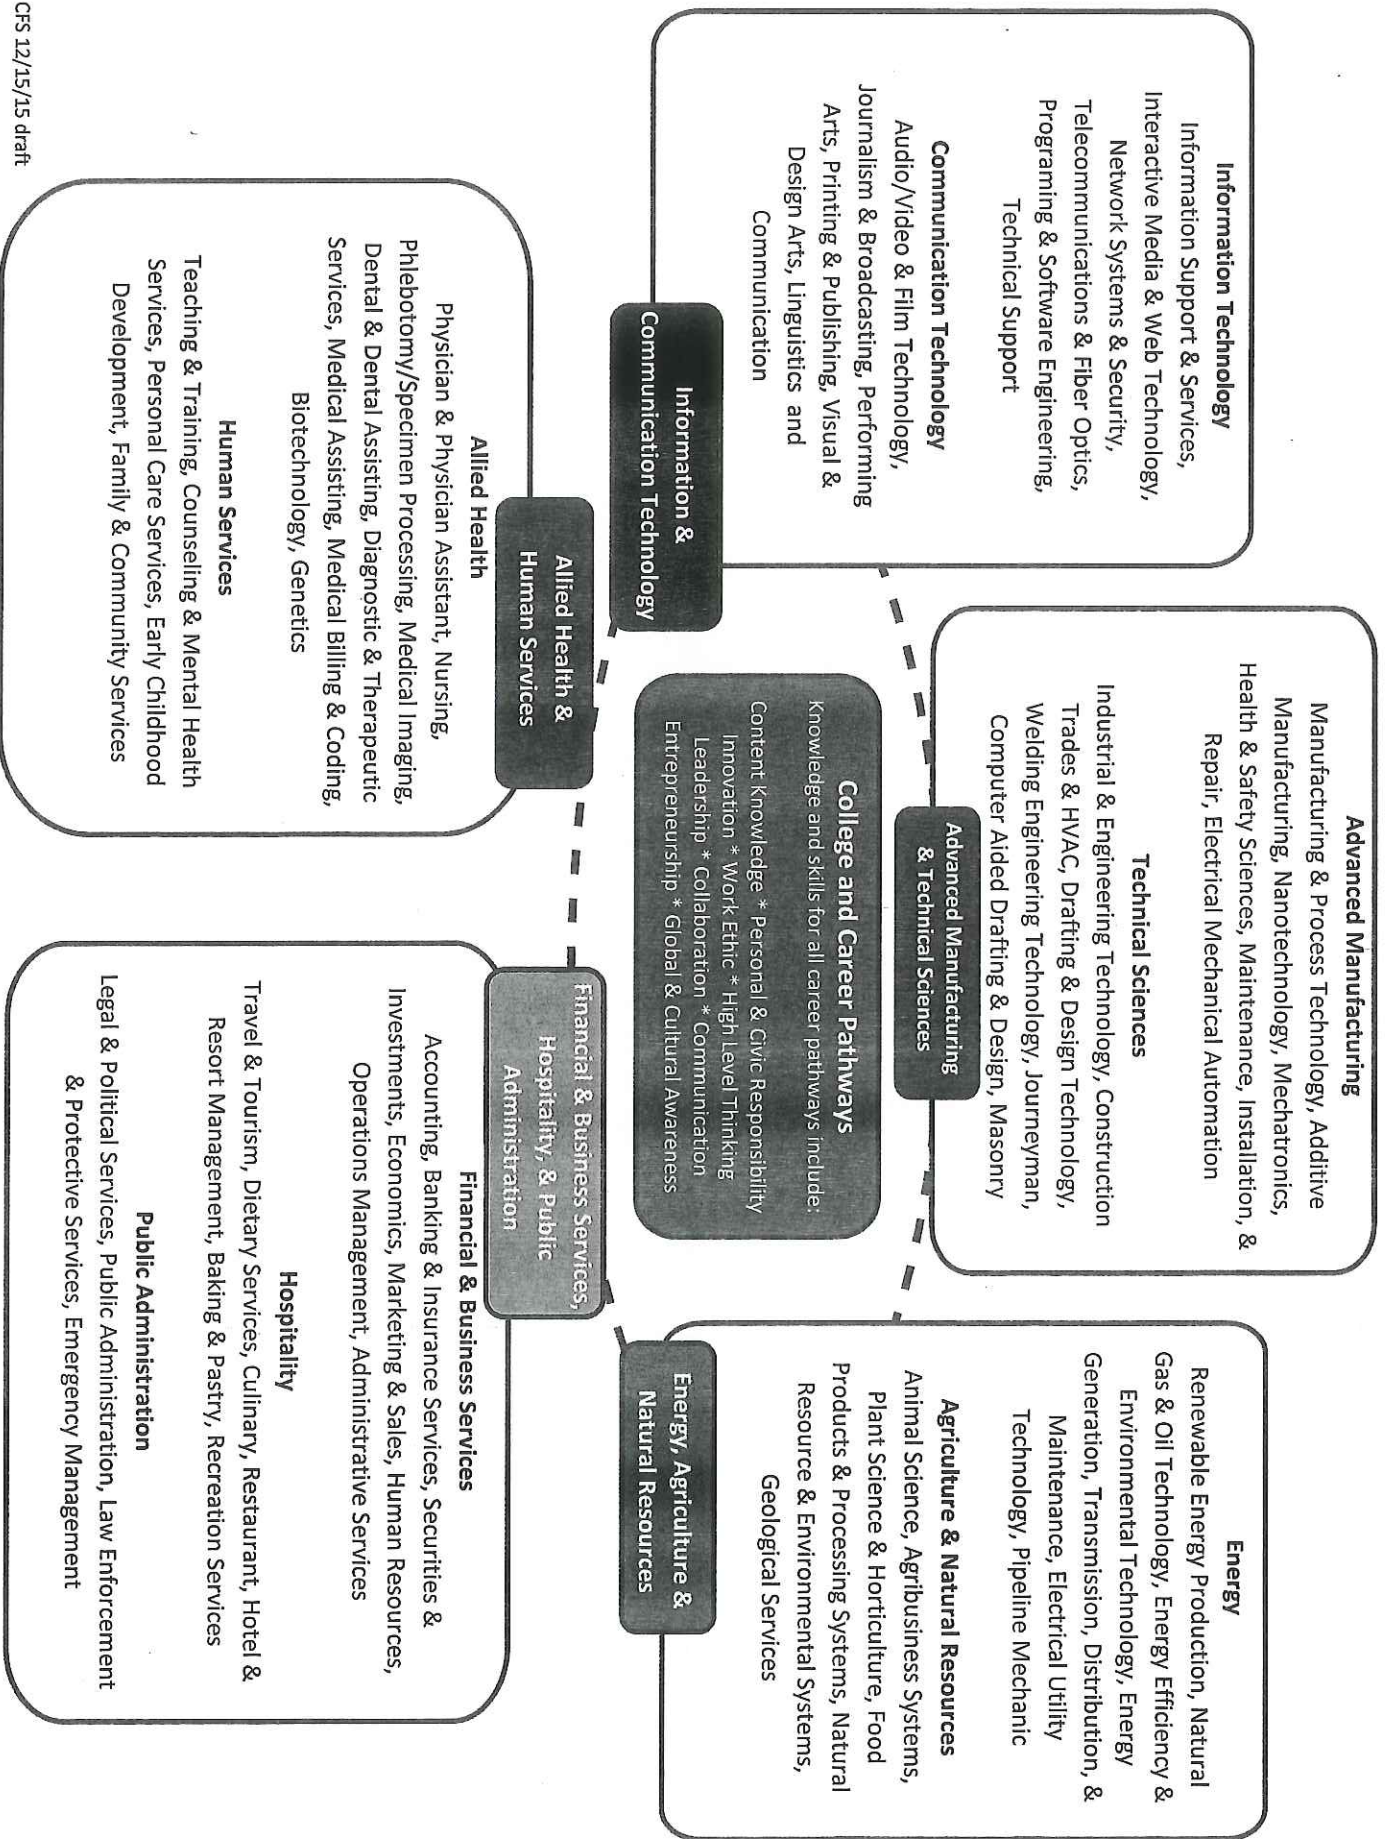 Information Technology
Information Support & Services,
Interactive Media & Web Technology,
Network Systems & Security,
Telecommunications & Fiber Optics,
Programing & Software Engineering,
Technical Support
Communication Technology
Audio/Video & Film Technology,
Journalism & Broadcasting, Performing
Arts, Printing & Publishing, Visual &
Design Arts, Linguistics and
Communication
Information &
Communication Technology
Advanced Manufacturing
Manufacturing & Process Technology, Additive
Manufacturing, Nanotechnology, Mechatronics,
Health & Safety Sciences, Maintenance, Installation, &
Repair, Electrical Mechanical Automation
Technical Sciences
Industrial & Engineering Technology, Construction
Trades & HVAC, Drafting & Design Technology,
Welding Engineering Technology, Journeyman,
Computer Aided Drafting & Design, Masonry
Advanced Manufacturing
& Technical Sciences
Energy
Renewable Energy Production, Natural
Gas & Oil Technology, Energy Efficiency &
Environmental Technology, Energy
Generation, Transmission, Distribution, &
Maintenance, Electrical Utility
Technology, Pipeline Mechanic
Agriculture & Natural Resources
Animal Science, Agribusiness Systems,
Plant Science & Horticulture, Food
Products & Processing Systems, Natural
Resource & Environmental Systems,
Geological Services
Energy, Agriculture &
Natural Resources
College and Career Pathways
Knowledge and skills for all career pathways include:
Content Knowledge * Personal & Civic Responsibility
Innovation * Work Ethic * High Level Thinking
Leadership * Collaboration * Communication
Entrepreneurship * Global & Cultural Awareness
Allied Health &
Human Services
Allied Health
Physician & Physician Assistant, Nursing,
Phlebotomy/Specimen Processing, Medical Imaging,
Dental & Dental Assisting, Diagnostic & Therapeutic
Services, Medical Assisting, Medical Billing & Coding,
Biotechnology, Genetics
Human Services
Teaching & Training, Counseling & Mental Health
Services, Personal Care Services, Early Childhood
Development, Family & Community Services
Financial & Business Services,
Hospitality, & Public
Administration
Financial & Business Services
Accounting, Banking & Insurance Services, Securities &
Investments, Economics, Marketing & Sales, Human Resources,
Operations Management, Administrative Services
Hospitality
Travel & Tourism, Dietary Services, Culinary, Restaurant, Hotel &
Resort Management, Baking & Pastry, Recreation Services
Public Administration
Legal & Political Services, Public Administration, Law Enforcement
& Protective Services, Emergency Management
CFS 12/15/15 draft